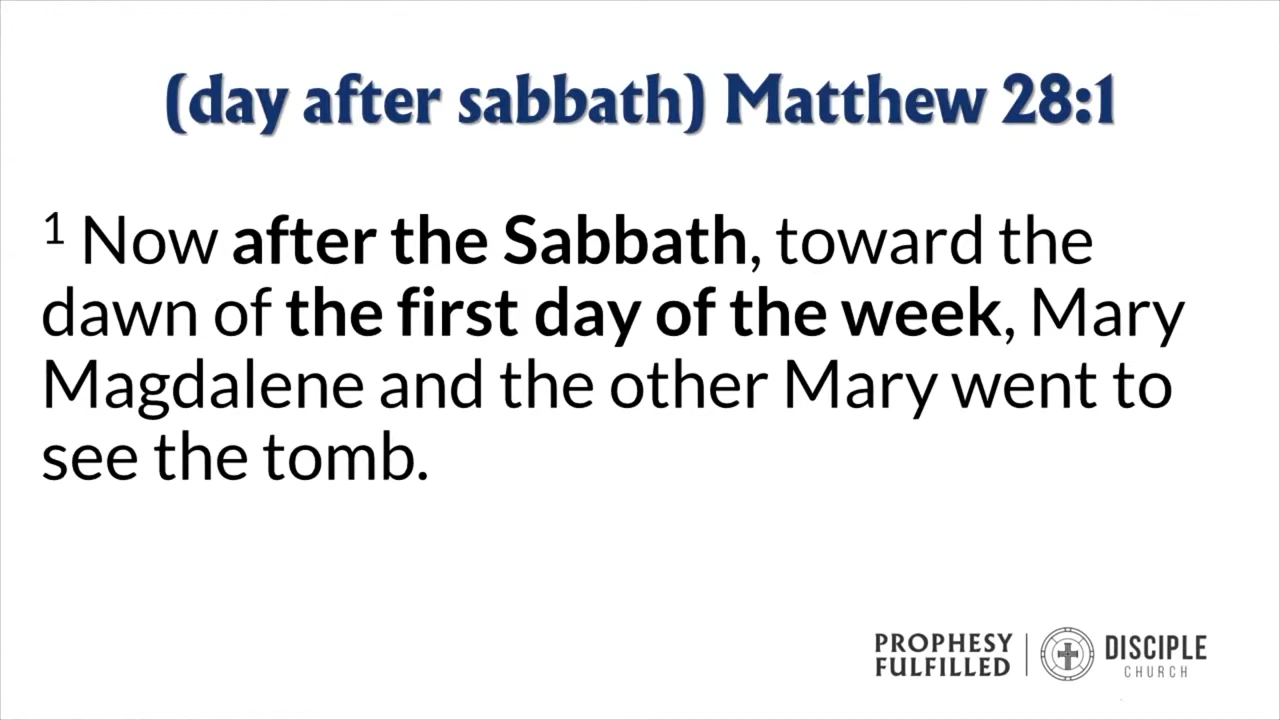 (day after sabbath) Matthew 28:1
1 Now after the Sabbath, toward the
dawn of the first day of the week, Mary
Magdalene and the other Mary went to
see the tomb.
PROPHESY
FULFILLED
DISCIPLE
CHURCH